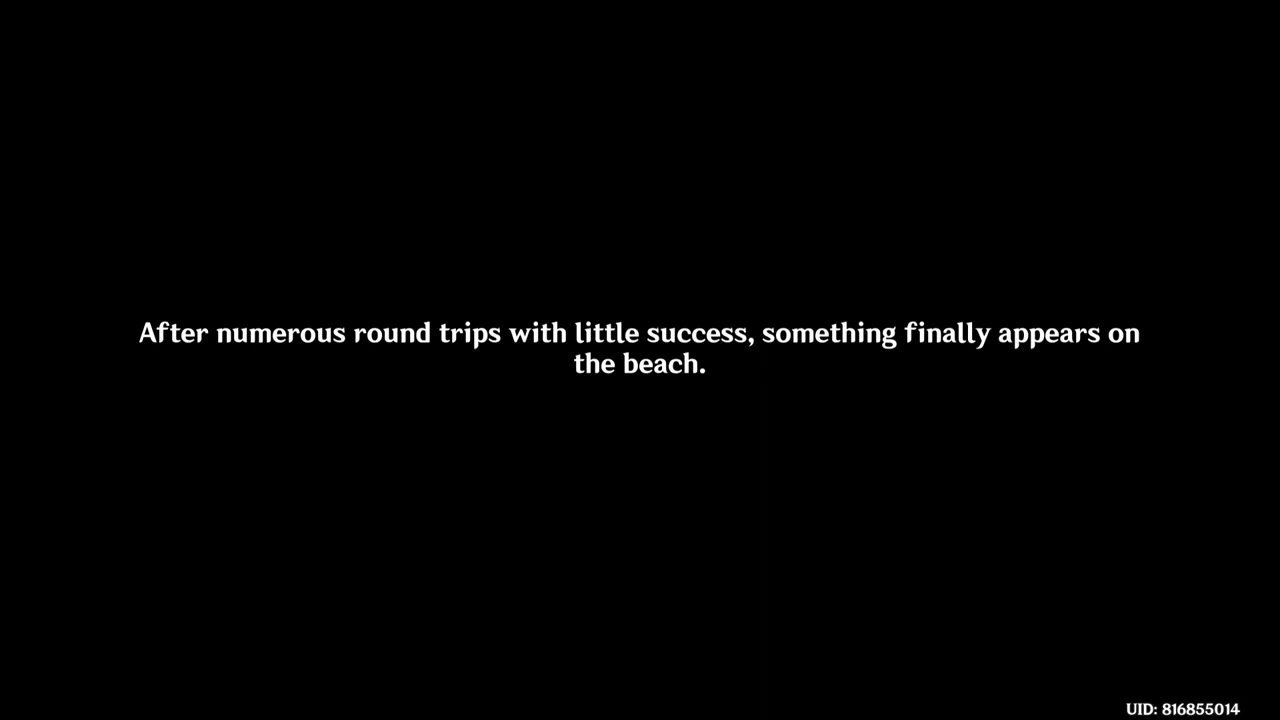 After numerous round trips with little success, something finally appears on
the beach.
UID: 816855014